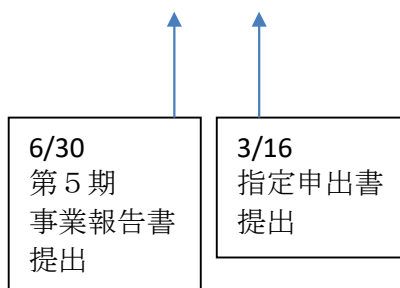 6/30
第５期
事業報告書
提出
3/16
指定申出書
提出